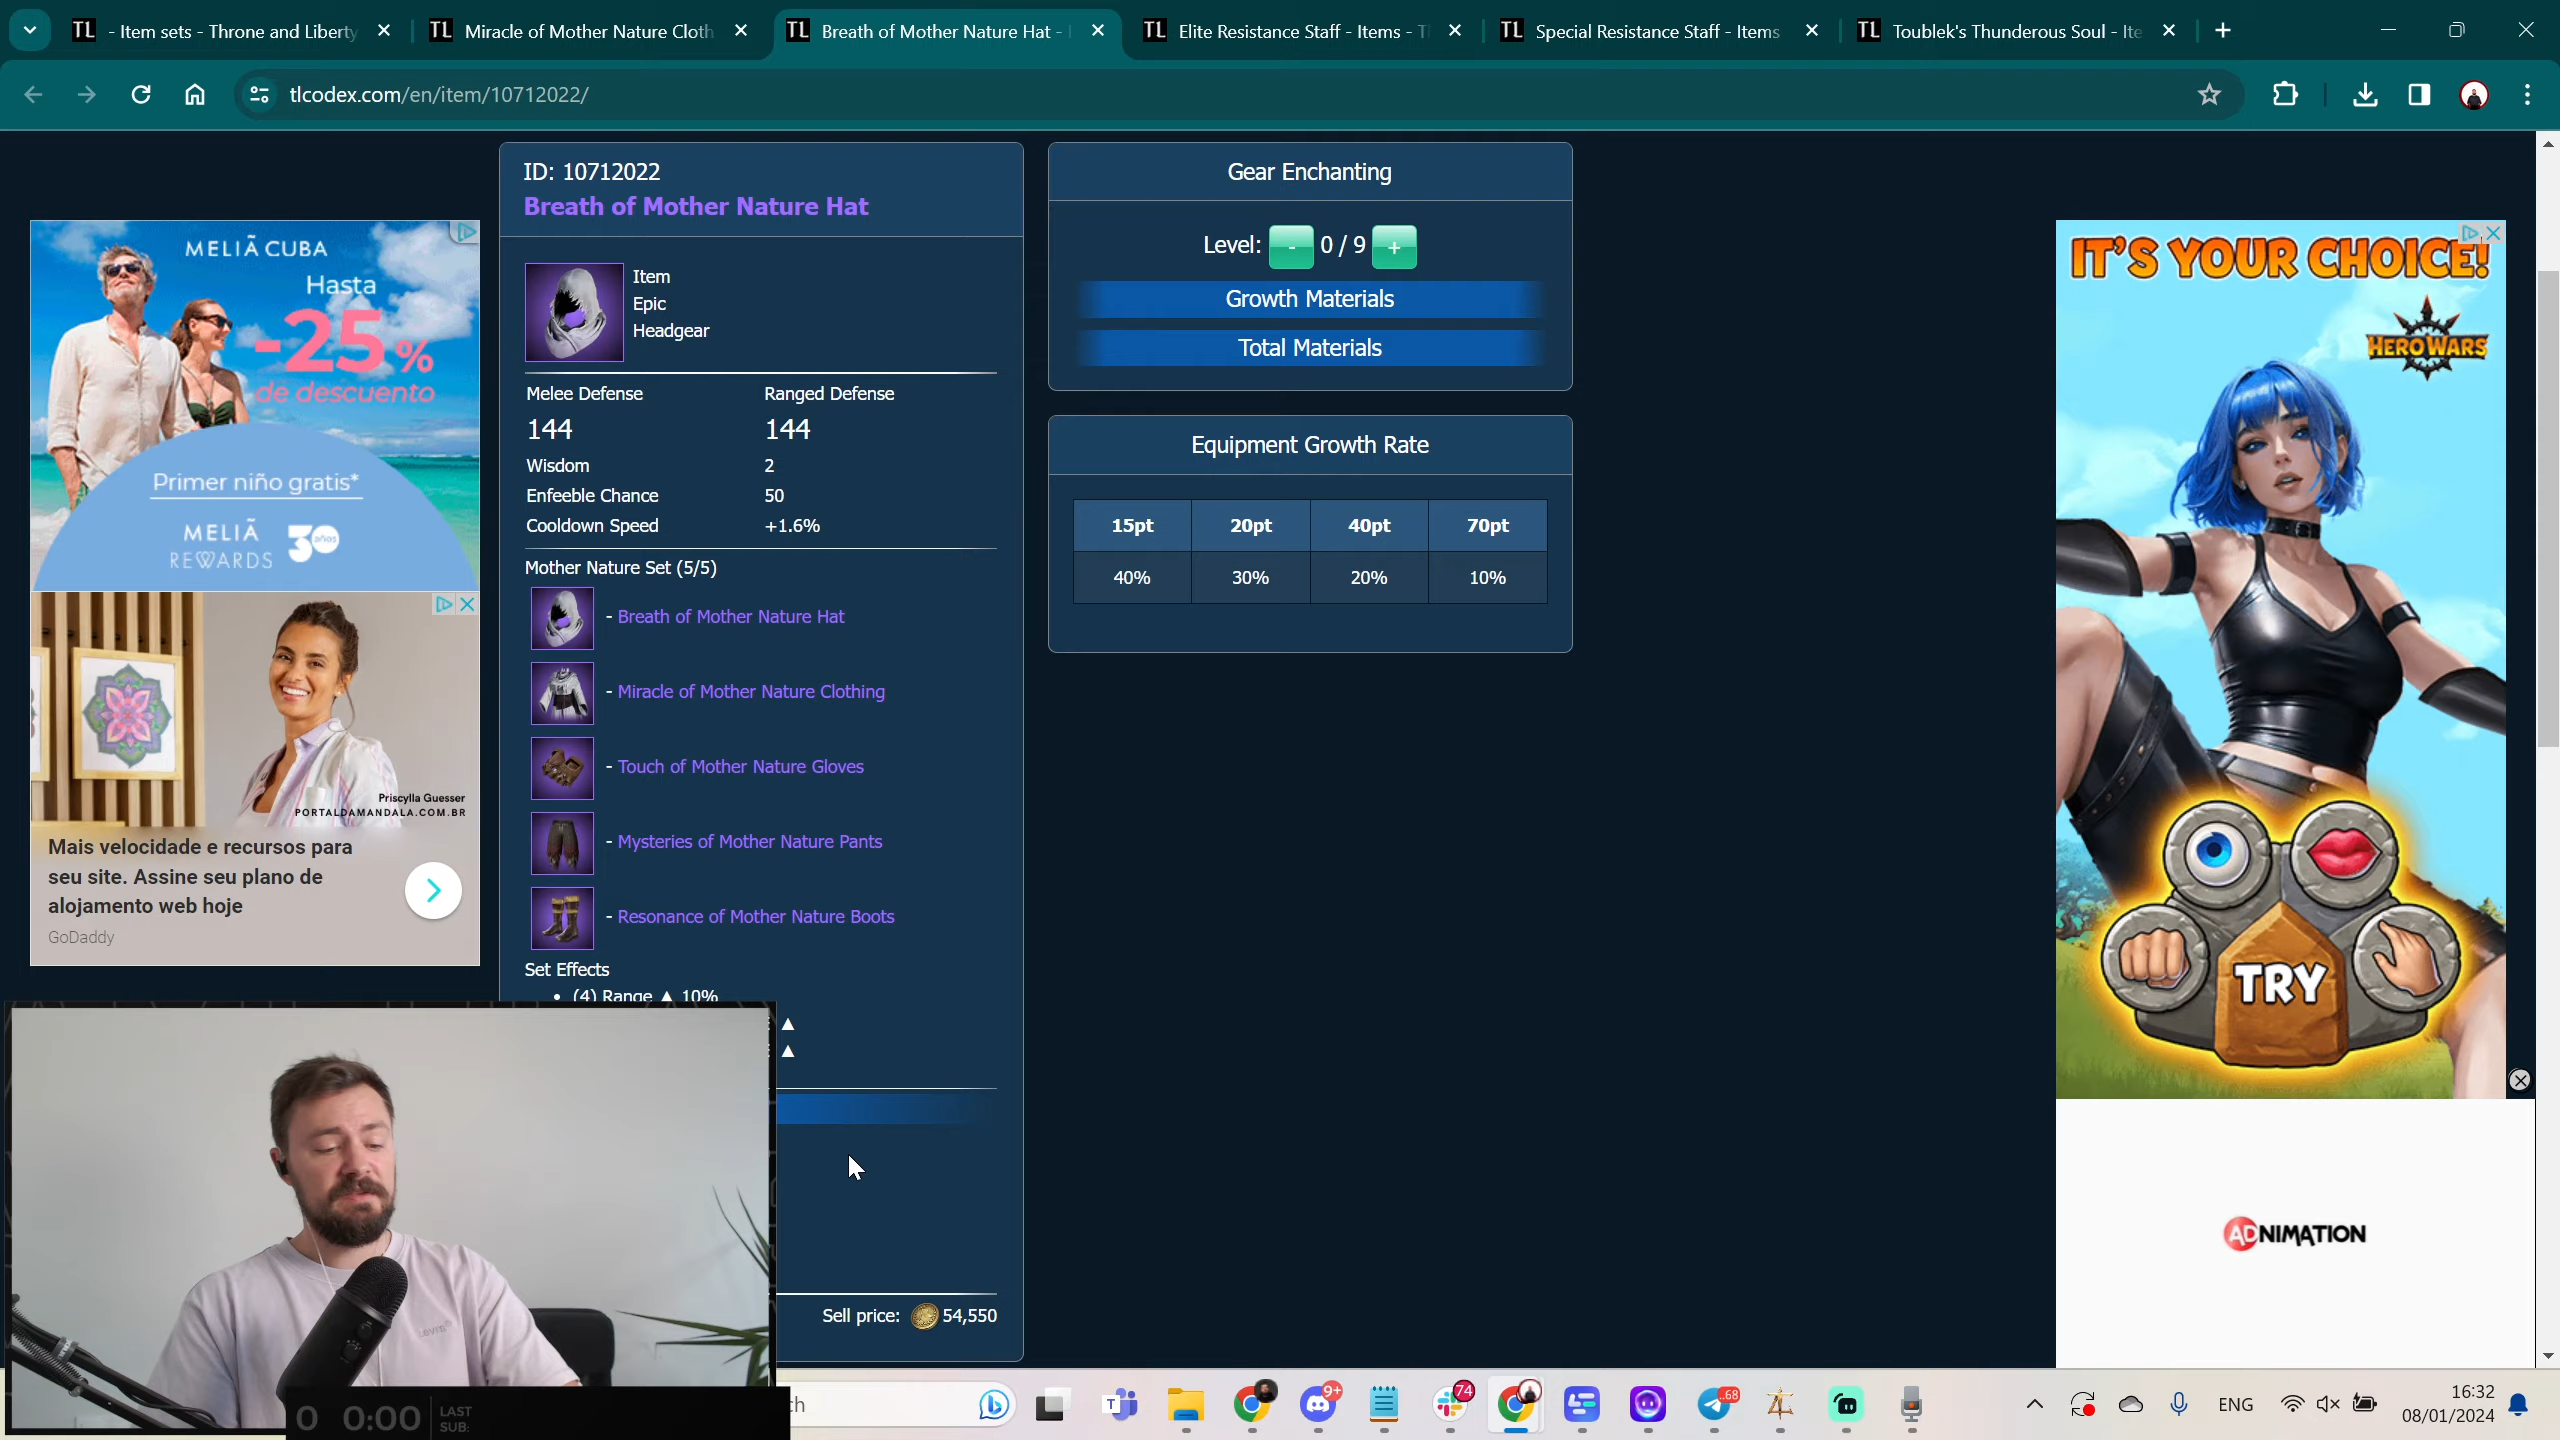 - Item sets - Throne and Liberty
Miracle of Mother Nature Cloth
Breath of Mother Nature Hat -
Elite Resistance Staff - Items - T
Special Resistance Staff - Items
Toublek's Thunderous Soul - Ite
tlcodex.com/en/item/10712022/
ID: 10712022
Breath of Mother Nature Hat
Item
Epic
Headgear
Melee Defense Ranged Defense
144 144
Wisdom 2
Enfeeble Chance 50
Cooldown Speed +1.6%
Mother Nature Set (5/5)
- Breath of Mother Nature Hat
- Miracle of Mother Nature Clothing
- Touch of Mother Nature Gloves
- Mysteries of Mother Nature Pants
- Resonance of Mother Nature Boots
Set Effects
• (4) Range ▲ 10%
▲
▲
Sell price: 54,550
Gear Enchanting
Level: - 0 / 9 +
Growth Materials
Total Materials
Equipment Growth Rate
15pt 20pt 40pt 70pt
40% 30% 20% 10%
MELIÃ CUBA
Hasta
-25%
de descuento
Primer niño gratis*
MELIÃ
REWARDS
30
años
Priscylla Guesser
PORTALDAMANDALA.COM.BR
Mais velocidade e recursos para
seu site. Assine seu plano de
alojamento web hoje
GoDaddy
IT'S YOUR CHOICE!
HERO WARS
TRY
ADNIMATION
Levi's
0 0:00 LAST
SUB:
ch
9+
74
..68
ENG
16:32
08/01/2024